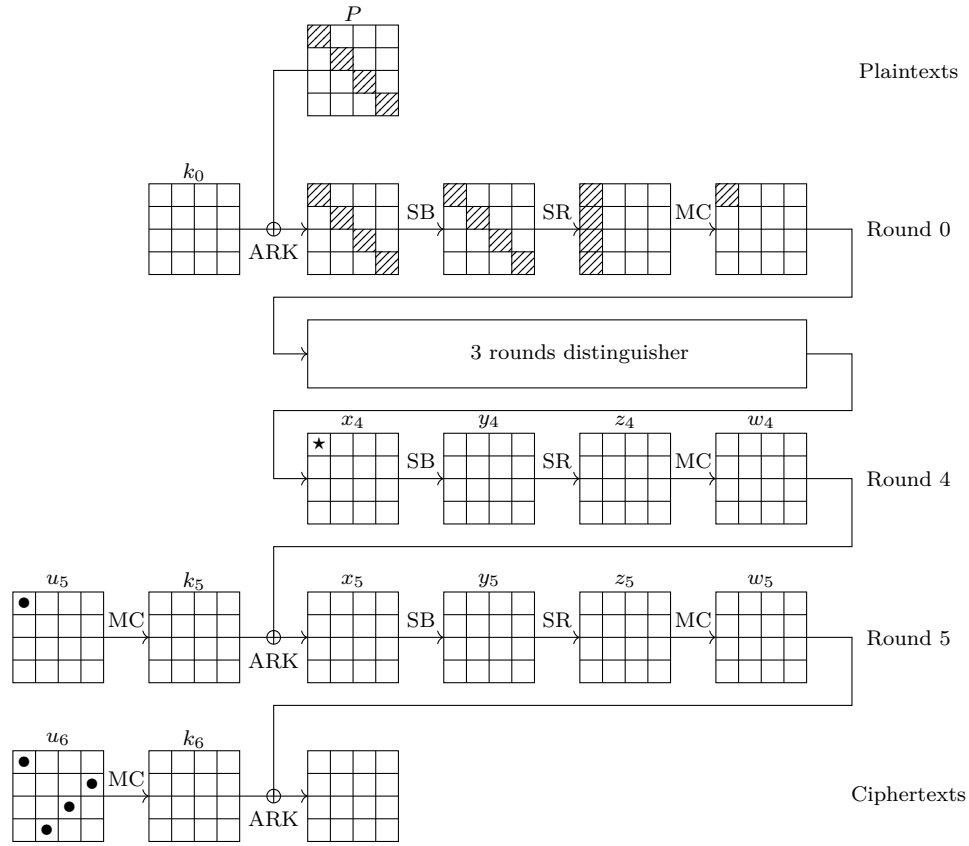 P
Plaintexts
k₀
SB SR MC
ARK
Round 0
3 rounds distinguisher
x₄ y₄ z₄ w₄
★
SB SR MC
Round 4
u₅ k₅ x₅ y₅ z₅ w₅
MC SB SR MC
ARK
Round 5
u₆ k₆
MC
ARK
Ciphertexts